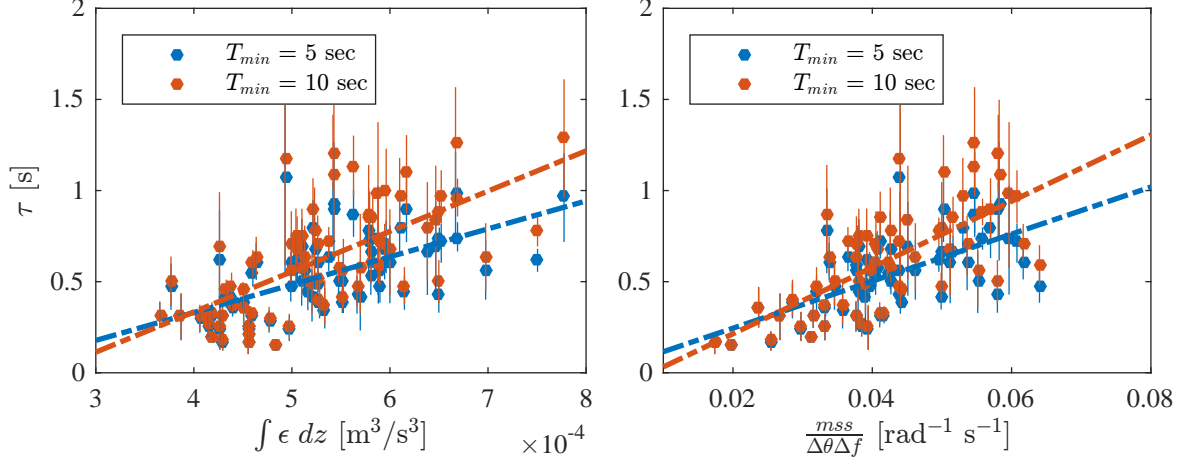 2
1.5
1
0.5
0
τ [s]
T_min = 5 sec
T_min = 10 sec
3 4 5 6 7 8
∫ ϵ dz [m³/s³]
×10⁻⁴
2
1.5
1
0.5
0
T_min = 5 sec
T_min = 10 sec
0.02 0.04 0.06 0.08
mss/ΔθΔf [rad⁻¹ s⁻¹]